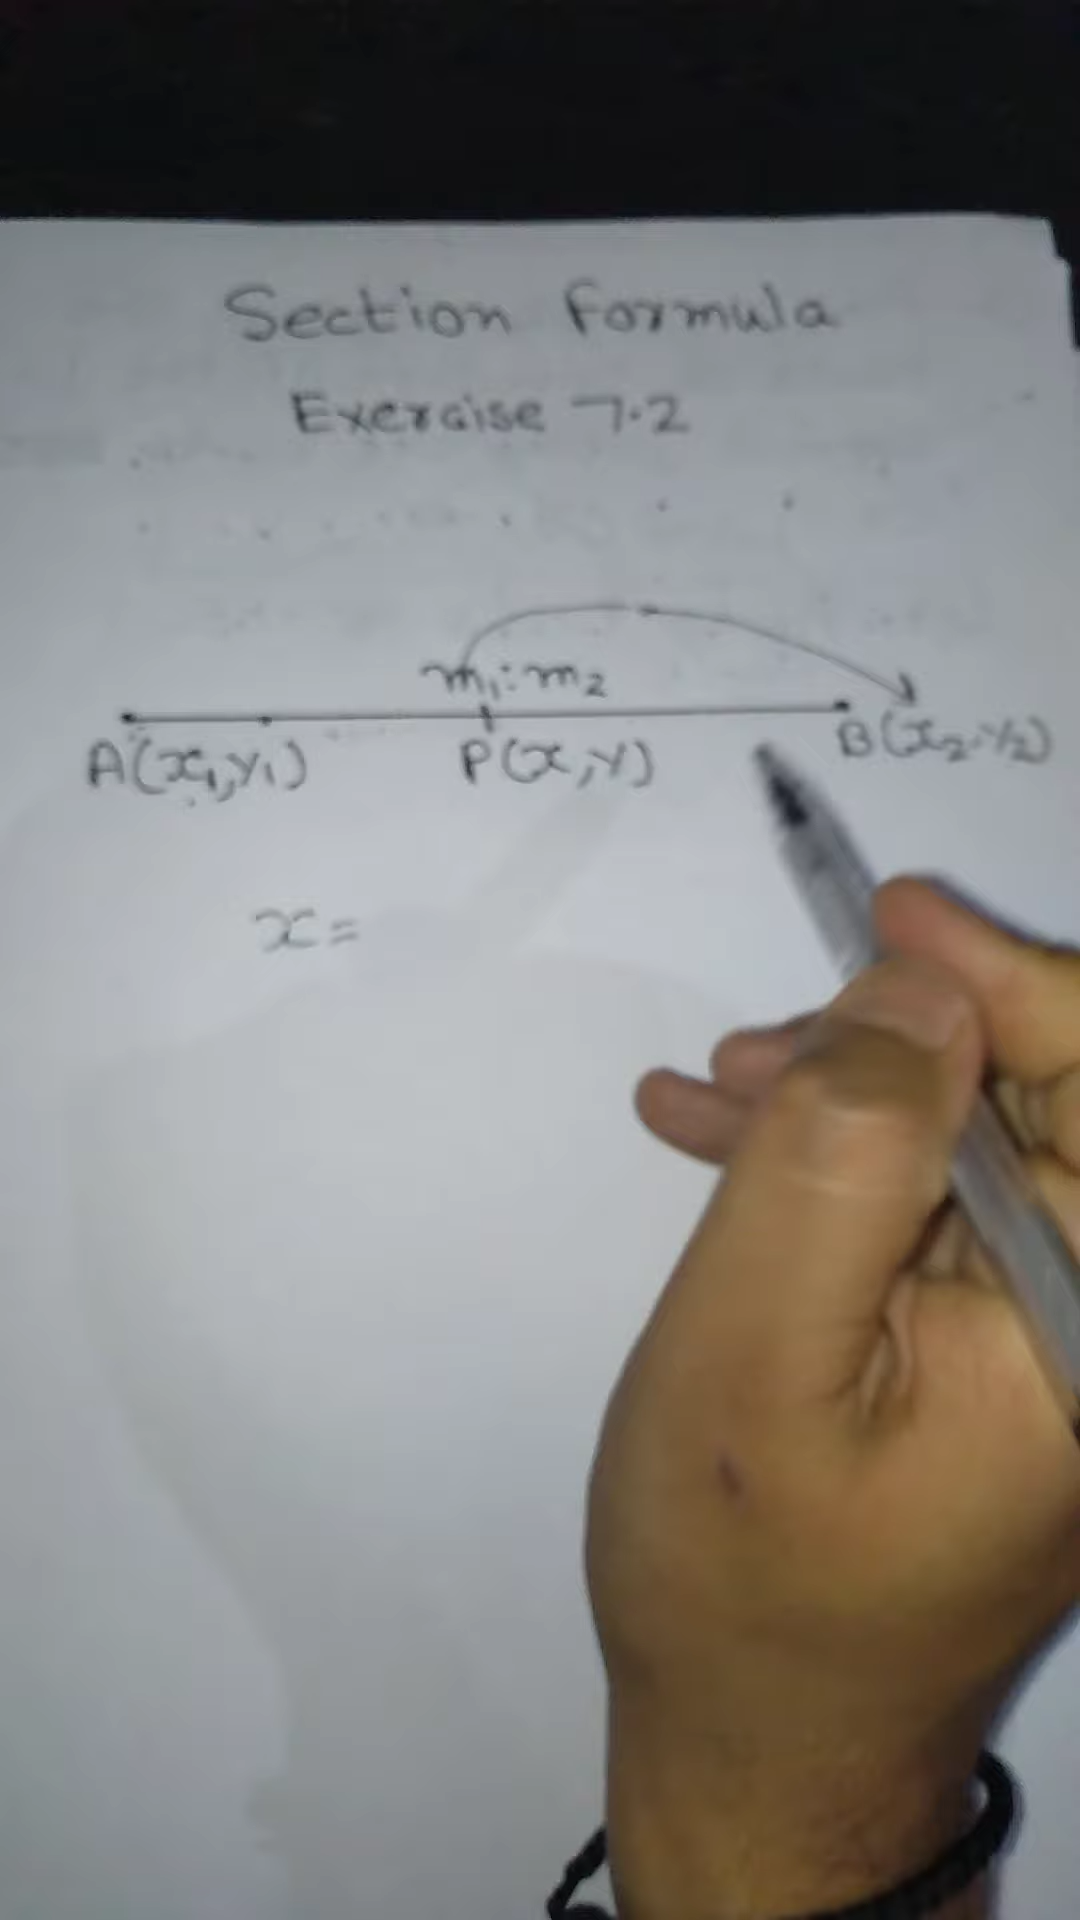 Section Formula
Exercise 7.2
m₁:m₂
A(x₁,y₁) P(x,y) B(x₂,y₂)
x=